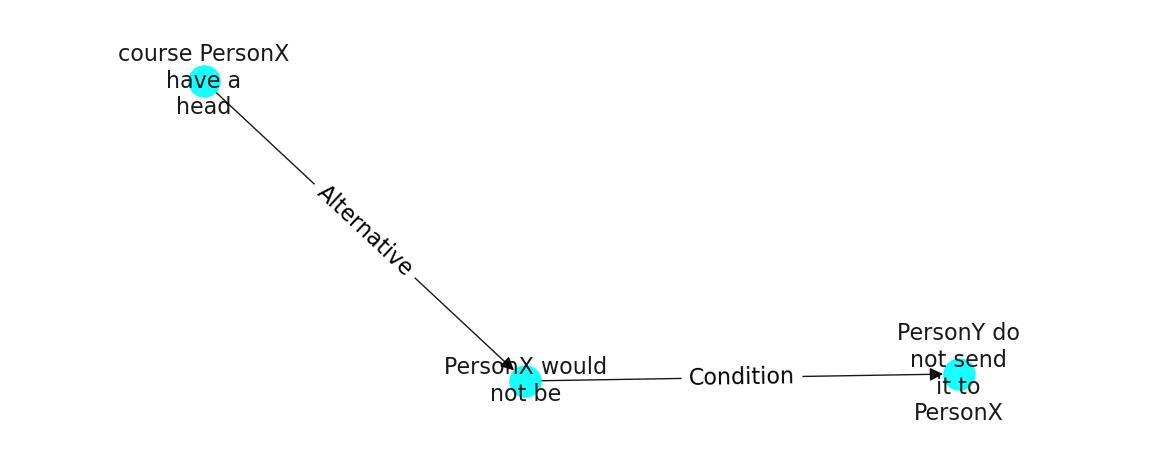 course PersonX
have a
head
Alternative
PersonX would
not be
Condition
PersonY do
not send
it to
PersonX